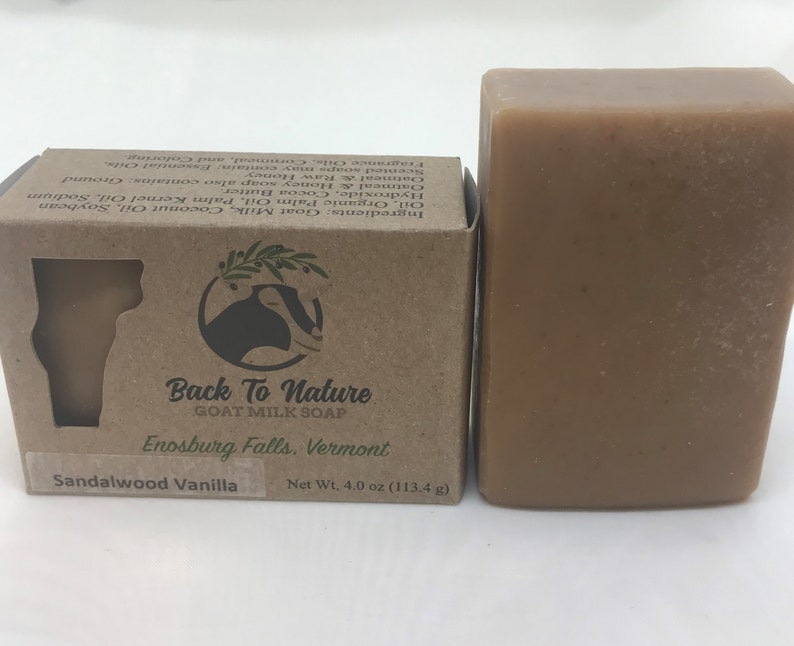 Ingredients: Goat Milk, Coconut Oil, Soybean
Oil, Organic Palm Oil, Palm Kernel Oil, Sodium
Hydroxide, Cocoa Butter
Oatmeal & Honey soap also contains: Ground
Oatmeal & Raw Honey
Scented soaps may contain: Essential Oils,
Fragrance Oils, Cornmeal, and Coloring
Back To Nature
GOAT MILK SOAP
Enosburg Falls, Vermont
Sandalwood Vanilla
Net Wt. 4.0 oz (113.4 g)